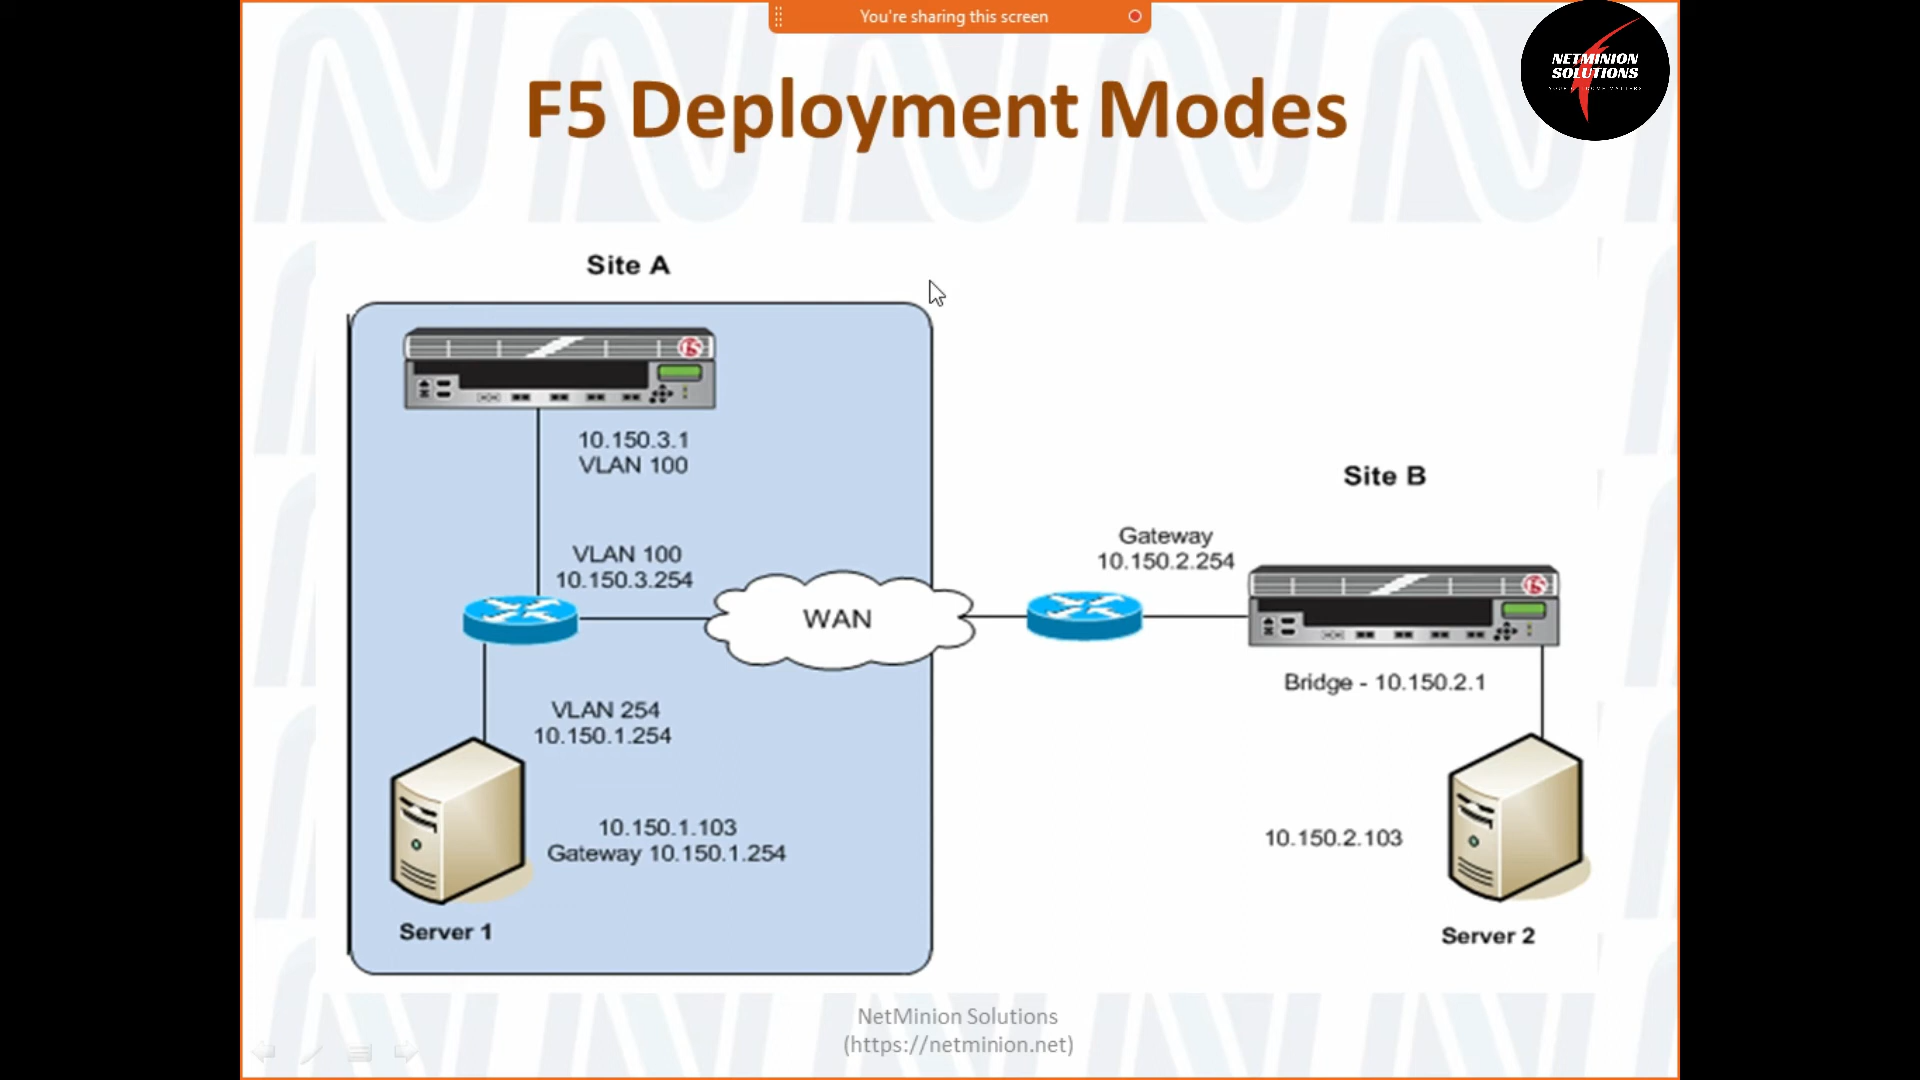 You're sharing this screen
NETMINION
SOLUTIONS
F5 Deployment Modes
Site A
10.150.3.1
VLAN 100
VLAN 100
10.150.3.254
WAN
VLAN 254
10.150.1.254
10.150.1.103
Gateway 10.150.1.254
Server 1
Site B
Gateway
10.150.2.254
Bridge - 10.150.2.1
10.150.2.103
Server 2
NetMinion Solutions
(https://netminion.net)